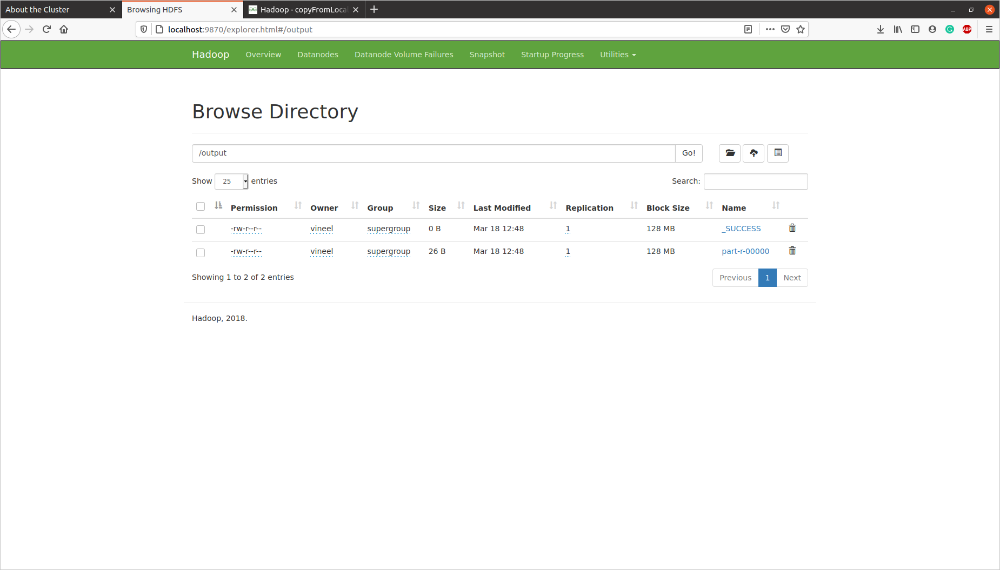 About the Cluster
Browsing HDFS
Hadoop - copyFromLoca
localhost:9870/explorer.html#/output
ABP
Hadoop Overview Datanodes Datanode Volume Failures Snapshot Startup Progress Utilities
Browse Directory
/output Go!
Show 25 entries Search:
Permission Owner Group Size Last Modified Replication Block Size Name
-rw-r--r-- vineel supergroup 0 B Mar 18 12:48 1 128 MB _SUCCESS
-rw-r--r-- vineel supergroup 26 B Mar 18 12:48 1 128 MB part-r-00000
Showing 1 to 2 of 2 entries Previous 1 Next
Hadoop, 2018.